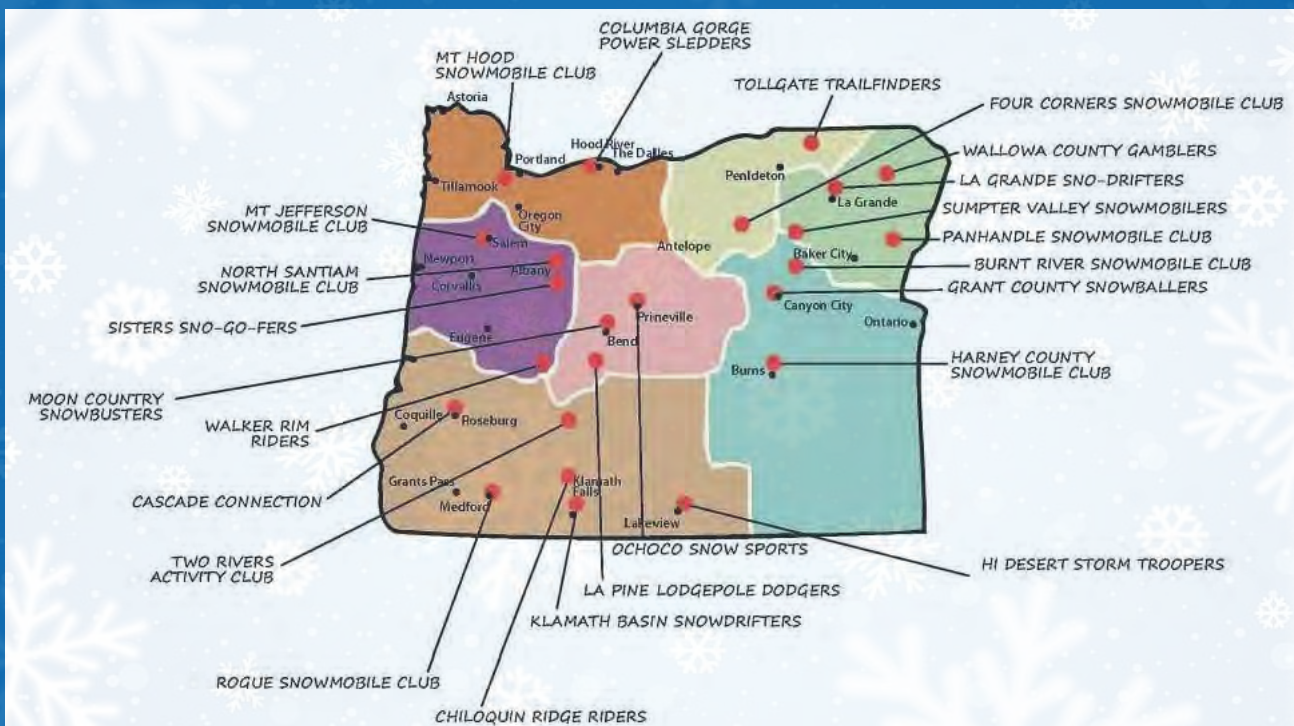 COLUMBIA GORGE
POWER SLEDDERS
MT HOOD
SNOWMOBILE CLUB
TOLLGATE TRAILFINDERS
FOUR CORNERS SNOWMOBILE CLUB
WALLOWA COUNTY GAMBLERS
LA GRANDE SNO-DRIFTERS
SUMPTER VALLEY SNOWMOBILERS
PANHANDLE SNOWMOBILE CLUB
BURNT RIVER SNOWMOBILE CLUB
GRANT COUNTY SNOWBALLERS
HARNEY COUNTY
SNOWMOBILE CLUB
MT JEFFERSON
SNOWMOBILE CLUB
NORTH SANTIAM
SNOWMOBILE CLUB
SISTERS SNO-GO-FERS
MOON COUNTRY
SNOWBUSTERS
WALKER RIM
RIDERS
CASCADE CONNECTION
TWO RIVERS
ACTIVITY CLUB
ROGUE SNOWMOBILE CLUB
CHILOQUIN RIDGE RIDERS
KLAMATH BASIN SNOWDRIFTERS
LA PINE LODGEPOLE DODGERS
OCHOCO SNOW SPORTS
HI DESERT STORM TROOPERS
Astoria
Portland
Hood River
The Dalles
Tillamook
Oregon
City
Penldeton
La Grande
Antelope
Baker City
Salem
Newport
Albany
Corvallis
Eugene
Prineville
Bend
Canyon City
Ontario
Burns
Coquille
Roseburg
Grants Pass
Medford
Klamath
Falls
Lakeview